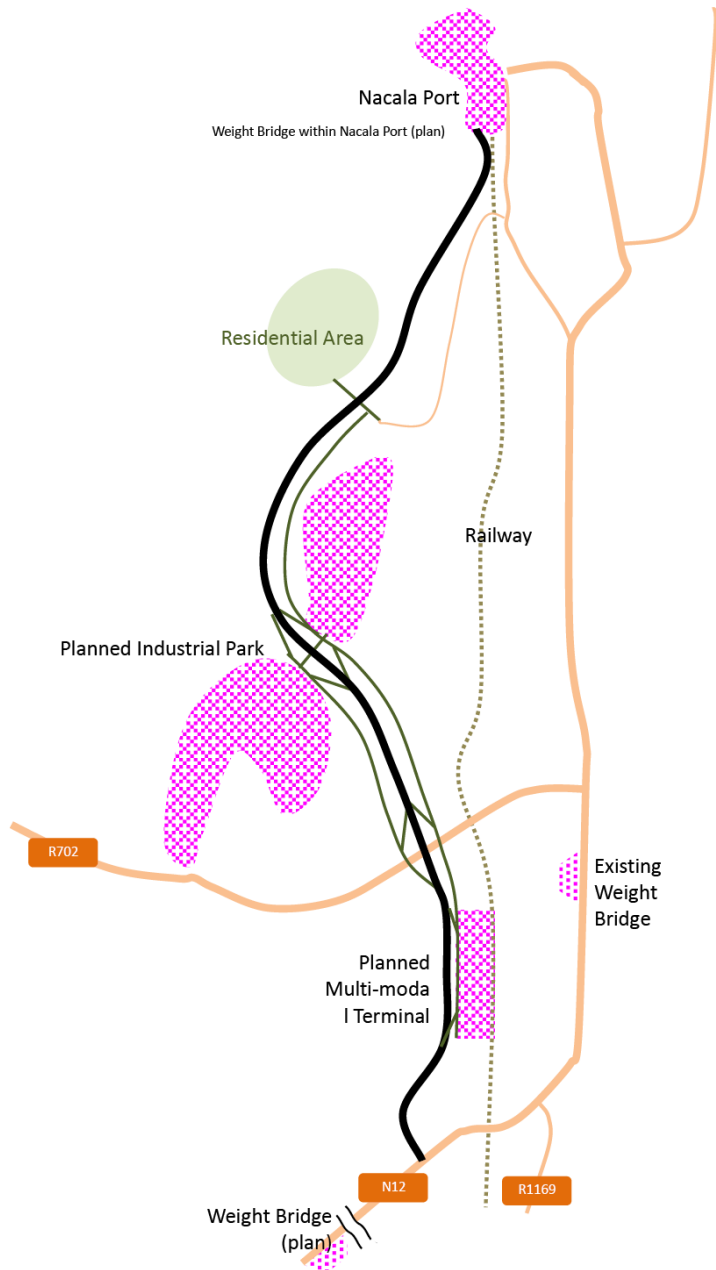 Nacala Port
Weight Bridge within Nacala Port (plan)
Residential Area
Railway
Planned Industrial Park
R702
Existing
Weight
Bridge
Planned
Multi-moda
l Terminal
N12
R1169
Weight Bridge
(plan)